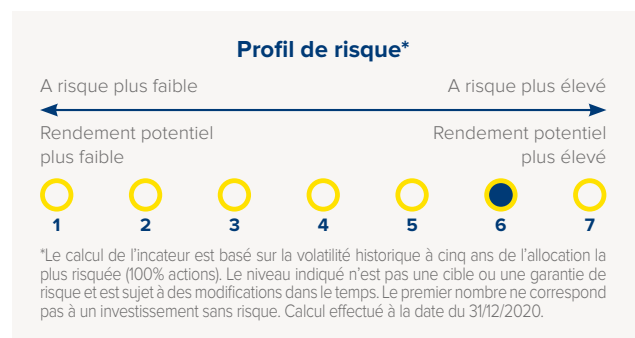 Profil de risque*
A risque plus faible A risque plus élevé
Rendement potentiel Rendement potentiel
plus faible plus élevé
1 2 3 4 5 6 7
*Le calcul de l'incateur est basé sur la volatilité historique à cinq ans de l'allocation la
plus risquée (100% actions). Le niveau indiqué n'est pas une cible ou une garantie de
risque et est sujet à des modifications dans le temps. Le premier nombre ne correspond
pas à un investissement sans risque. Calcul effectué à la date du 31/12/2020.